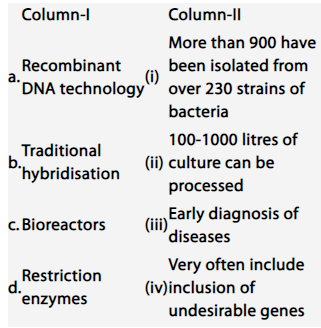 Column-I Column-II
a. Recombinant DNA technology (i) More than 900 have been isolated from over 230 strains of bacteria
b. Traditional hybridisation (ii) 100-1000 litres of culture can be processed
c. Bioreactors (iii) Early diagnosis of diseases
d. Restriction enzymes (iv) Very often include inclusion of undesirable genes